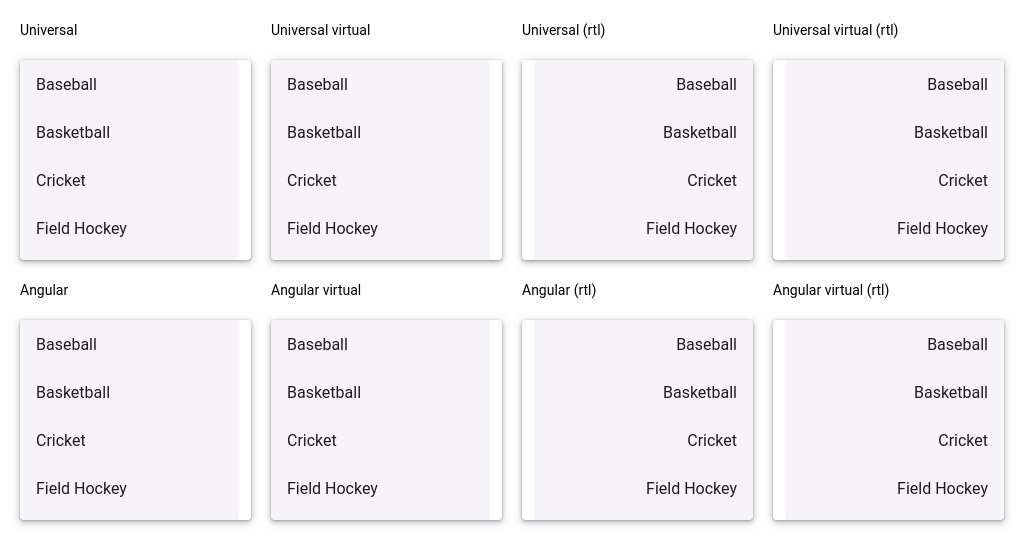 Universal
Baseball
Basketball
Cricket
Field Hockey
Universal virtual
Baseball
Basketball
Cricket
Field Hockey
Universal (rtl)
Baseball
Basketball
Cricket
Field Hockey
Universal virtual (rtl)
Baseball
Basketball
Cricket
Field Hockey
Angular
Baseball
Basketball
Cricket
Field Hockey
Angular virtual
Baseball
Basketball
Cricket
Field Hockey
Angular (rtl)
Baseball
Basketball
Cricket
Field Hockey
Angular virtual (rtl)
Baseball
Basketball
Cricket
Field Hockey